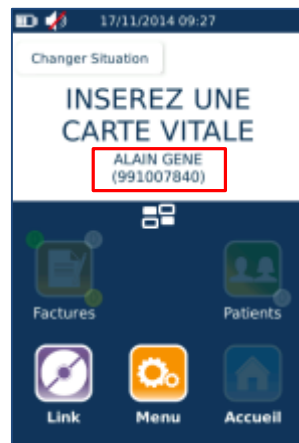 17/11/2014 09:27
Changer Situation
INSEREZ UNE
CARTE VITALE
ALAIN GENE
(991007840)
Factures
Patients
Link
Menu
Accueil